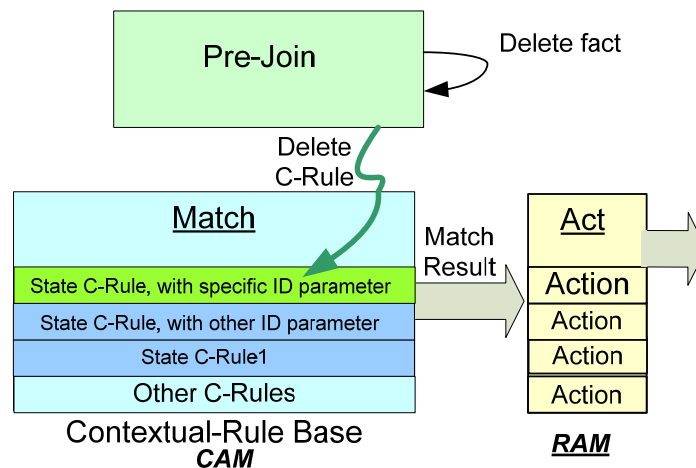 Pre-Join
Delete fact
Delete
C-Rule
Match
State C-Rule, with specific ID parameter
State C-Rule, with other ID parameter
State C-Rule1
Other C-Rules
Contextual-Rule Base
CAM
Match
Result
Act
Action
Action
Action
Action
RAM